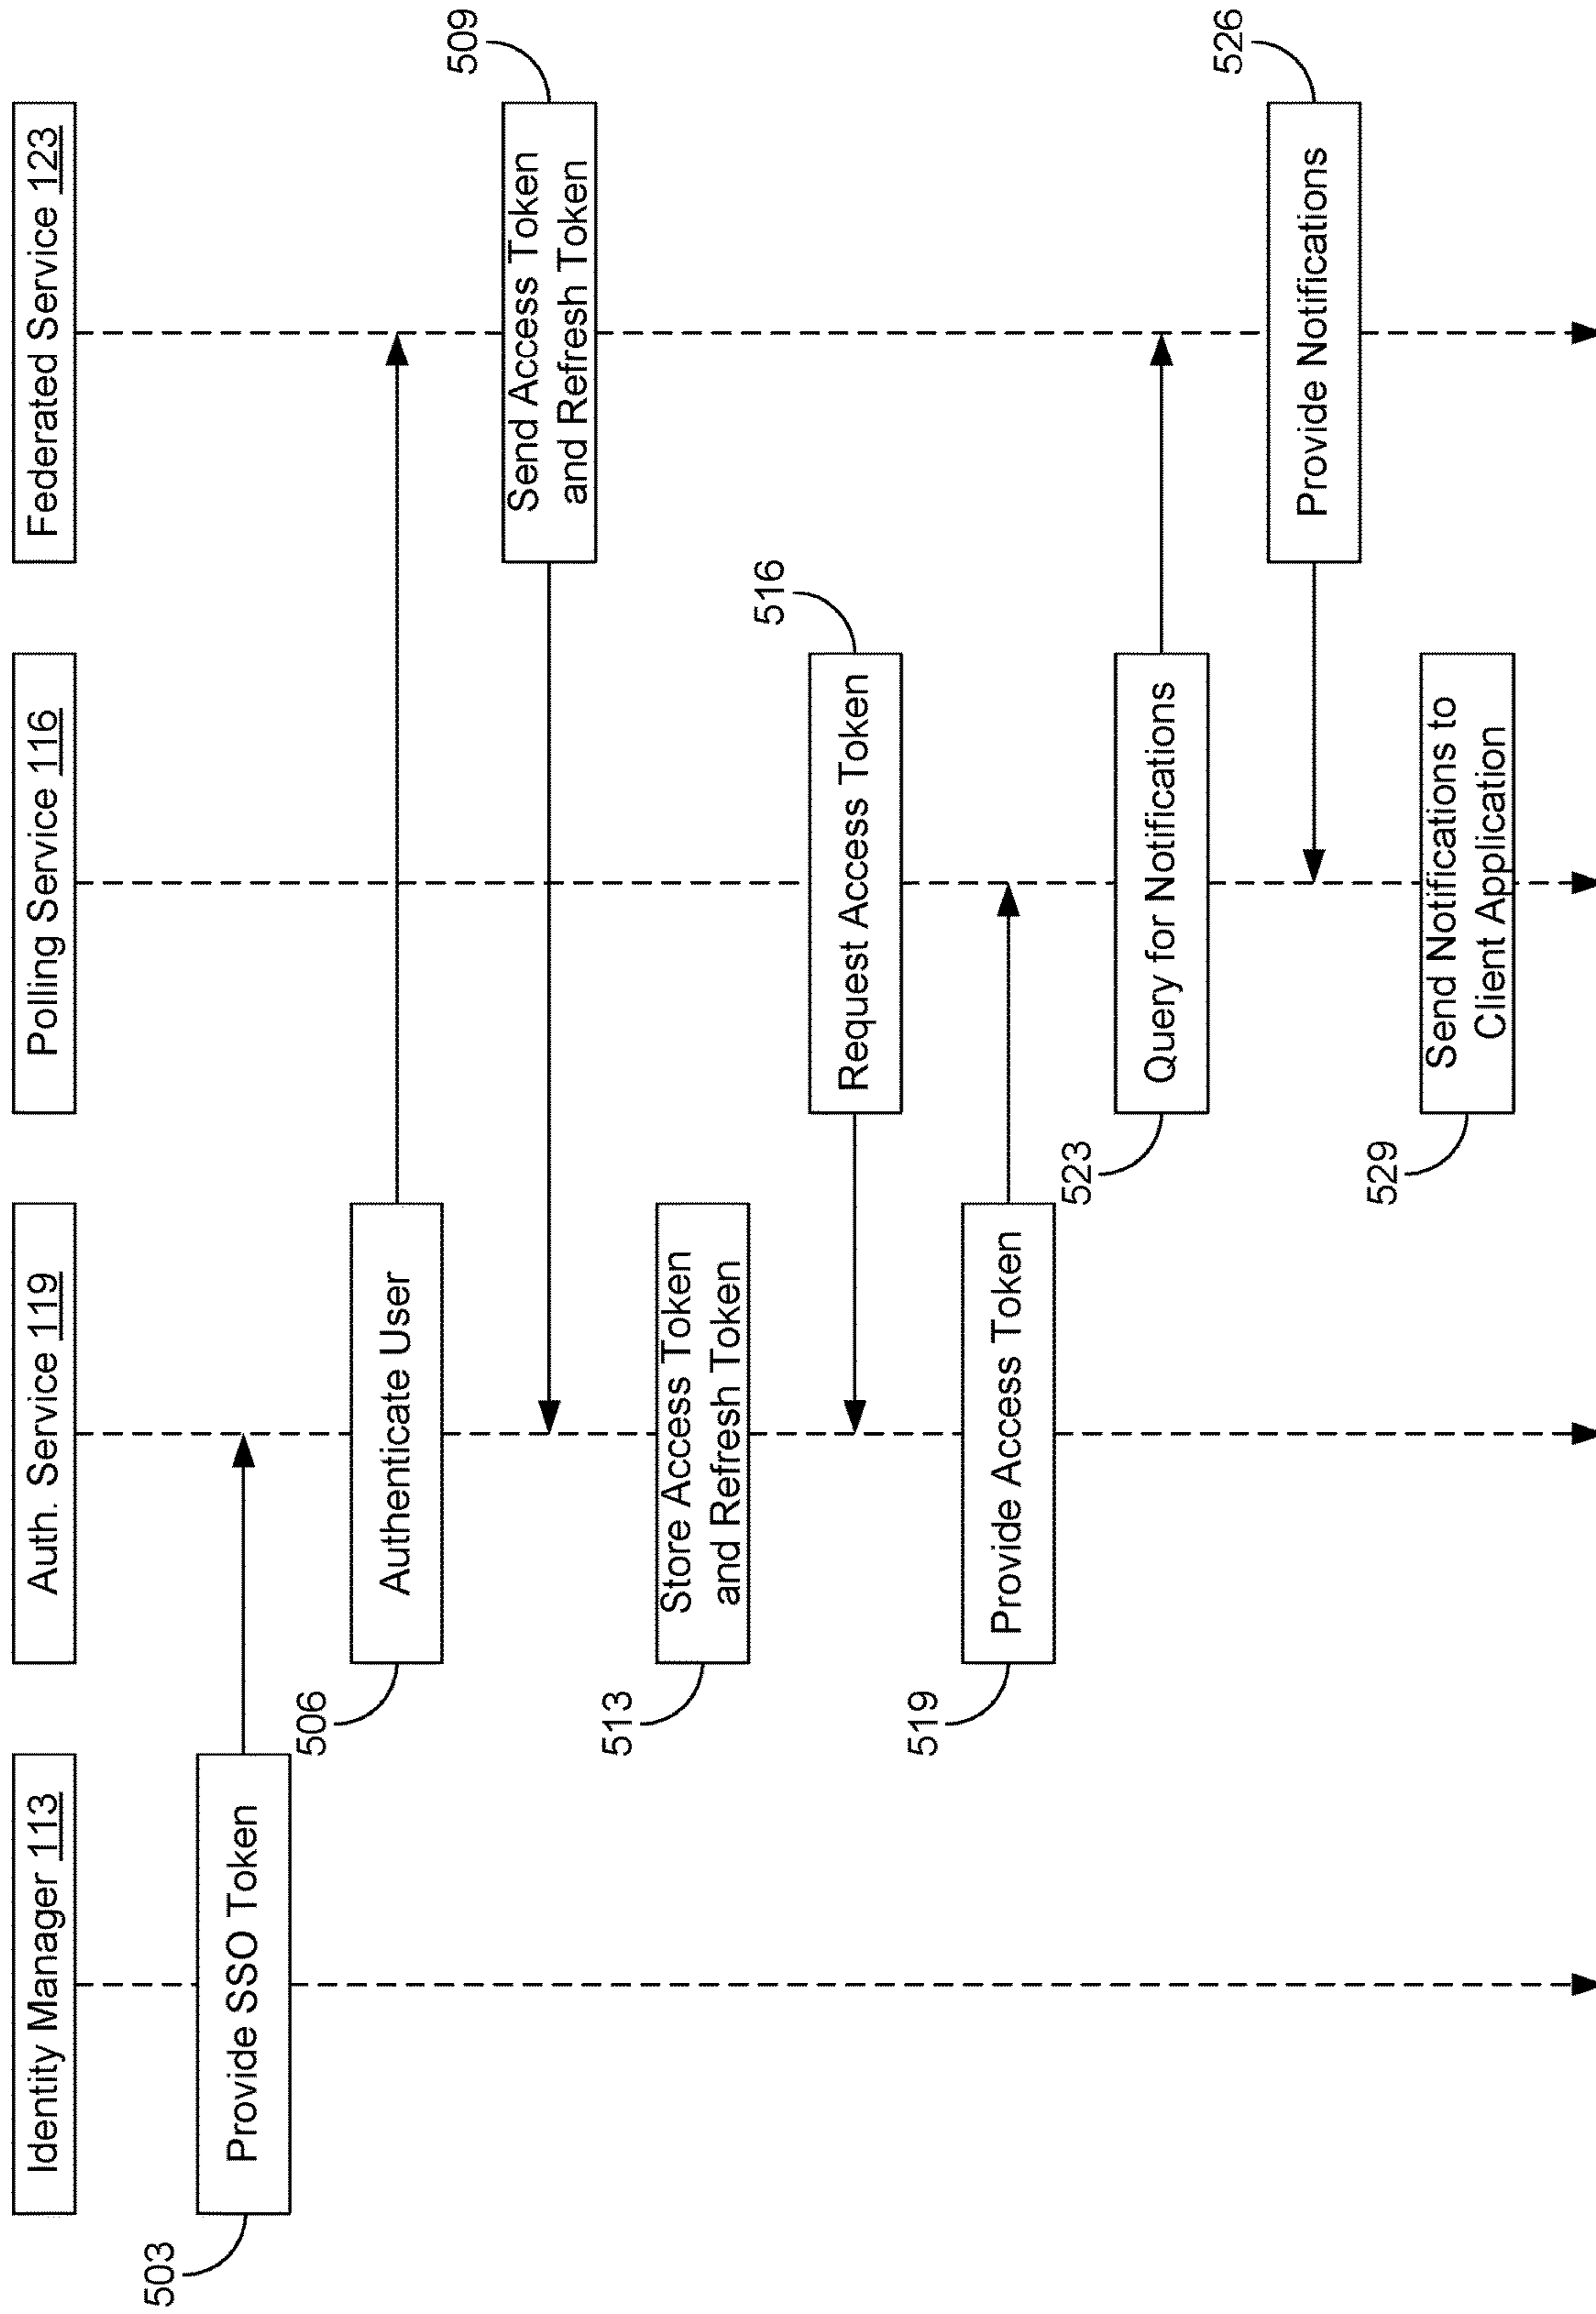 Identity Manager 113
Auth. Service 119
Polling Service 116
Federated Service 123
503
Provide SSO Token
506
Authenticate User
509
Send Access Token
and Refresh Token
513
Store Access Token
and Refresh Token
516
Request Access Token
519
Provide Access Token
523
Query for Notifications
526
Provide Notifications
529
Send Notifications to
Client Application